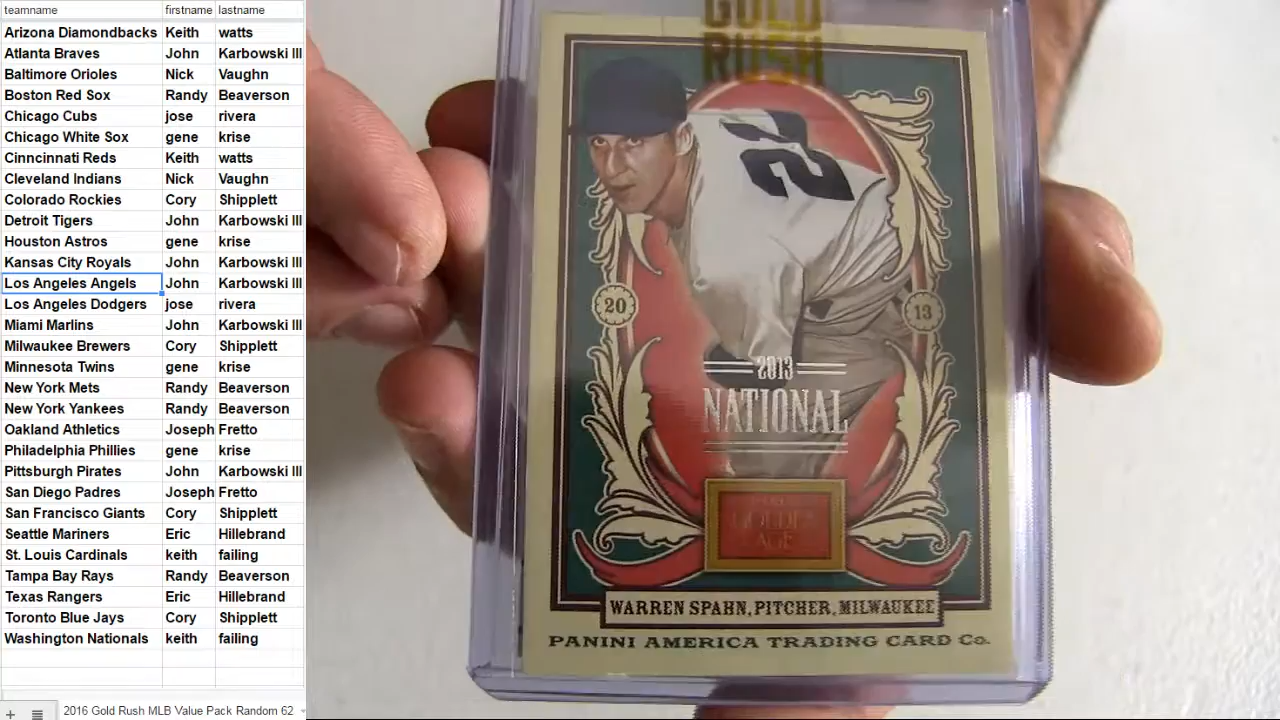 teamname firstname lastname
Arizona Diamondbacks Keith watts
Atlanta Braves John Karbowski III
Baltimore Orioles Nick Vaughn
Boston Red Sox Randy Beaverson
Chicago Cubs jose rivera
Chicago White Sox gene krise
Cinncinnati Reds Keith watts
Cleveland Indians Nick Vaughn
Colorado Rockies Cory Shipplett
Detroit Tigers John Karbowski III
Houston Astros gene krise
Kansas City Royals John Karbowski III
Los Angeles Angels John Karbowski III
Los Angeles Dodgers jose rivera
Miami Marlins John Karbowski III
Milwaukee Brewers Cory Shipplett
Minnesota Twins gene krise
New York Mets Randy Beaverson
New York Yankees Randy Beaverson
Oakland Athletics Joseph Fretto
Philadelphia Phillies gene krise
Pittsburgh Pirates John Karbowski III
San Diego Padres Joseph Fretto
San Francisco Giants Cory Shipplett
Seattle Mariners Eric Hillebrand
St. Louis Cardinals keith failing
Tampa Bay Rays Randy Beaverson
Texas Rangers Eric Hillebrand
Toronto Blue Jays Cory Shipplett
Washington Nationals keith failing
2016 Gold Rush MLB Value Pack Random 62
GOLD
RUSH
20 13
2013
NATIONAL
GOLDEN
AGE
WARREN SPAHN, PITCHER, MILWAUKEE
PANINI AMERICA TRADING CARD Co.